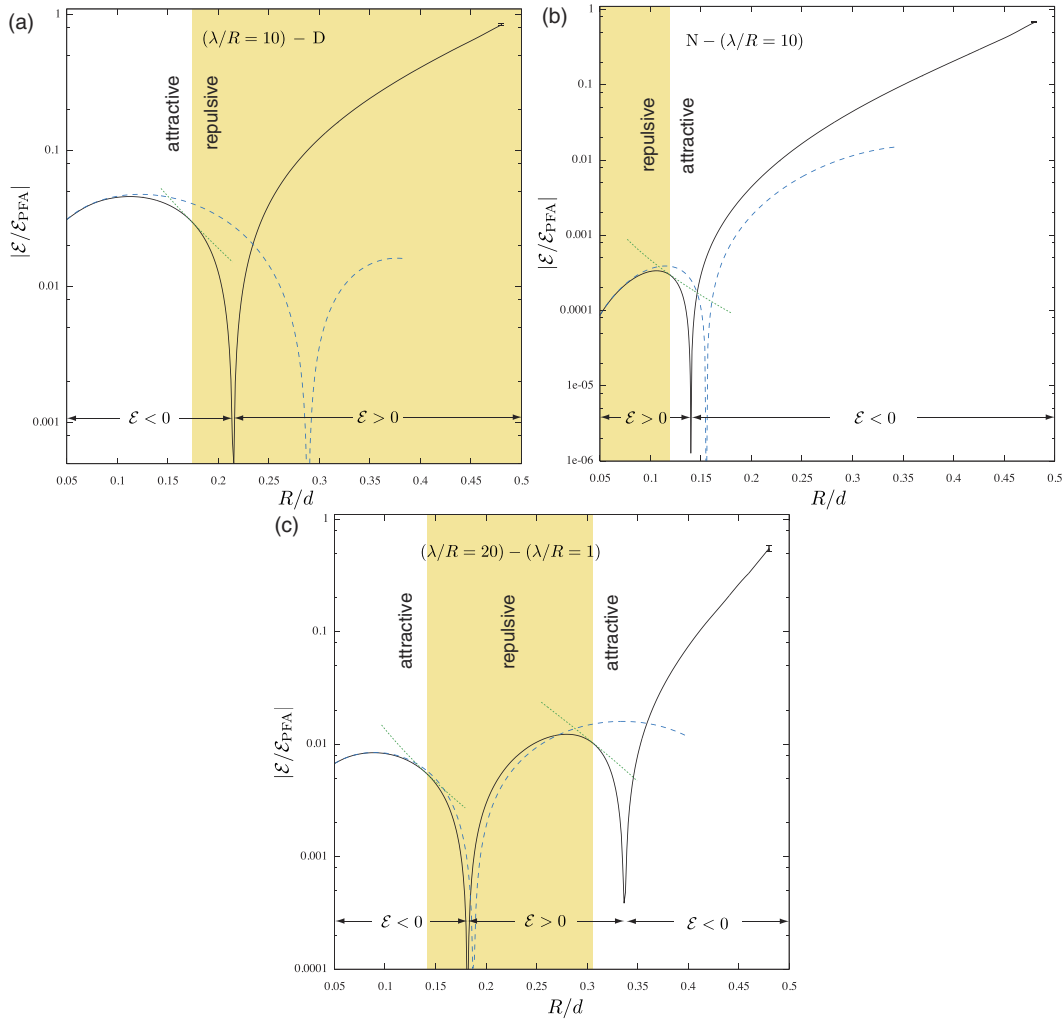 (a)
(λ/R = 10) − D
attractive
repulsive
|ℰ/ℰ_PFA|
1
0.1
0.01
0.001
ℰ < 0
ℰ > 0
0.05 0.1 0.15 0.2 0.25 0.3 0.35 0.4 0.45 0.5
R/d
(b)
N − (λ/R = 10)
repulsive
attractive
|ℰ/ℰ_PFA|
1
0.1
0.01
0.001
0.0001
1e-05
1e-06
ℰ > 0
ℰ < 0
0.05 0.1 0.15 0.2 0.25 0.3 0.35 0.4 0.45 0.5
R/d
(c)
(λ/R = 20) − (λ/R = 1)
attractive
repulsive
attractive
|ℰ/ℰ_PFA|
1
0.1
0.01
0.001
0.0001
ℰ < 0
ℰ > 0
ℰ < 0
0.05 0.1 0.15 0.2 0.25 0.3 0.35 0.4 0.45 0.5
R/d